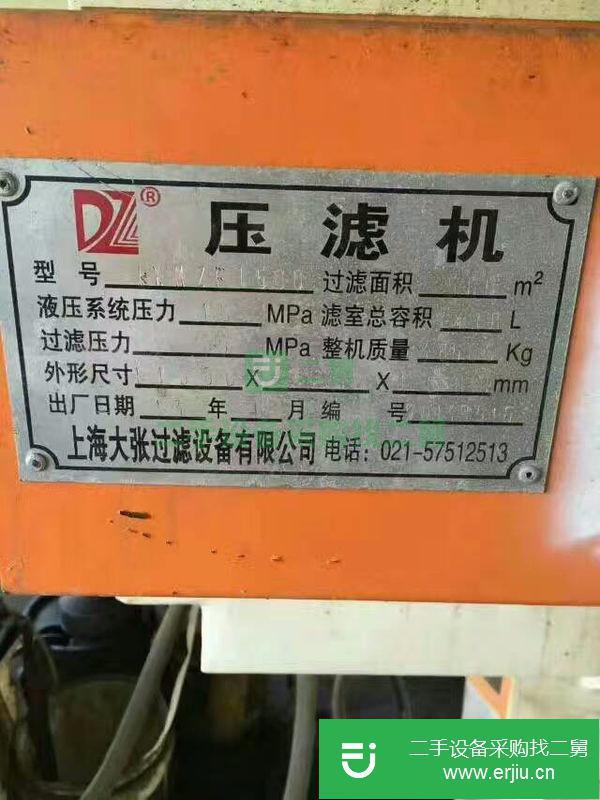 DZ® 压滤机
型号 过滤面积 m²
液压系统压力 MPa 滤室总容积 L
过滤压力 MPa 整机质量 Kg
外形尺寸 X X mm
出厂日期 年 月 编号
上海大张过滤设备有限公司 电话：021-57512513
二舅
二手设备采购找二舅
www.erjiu.cn